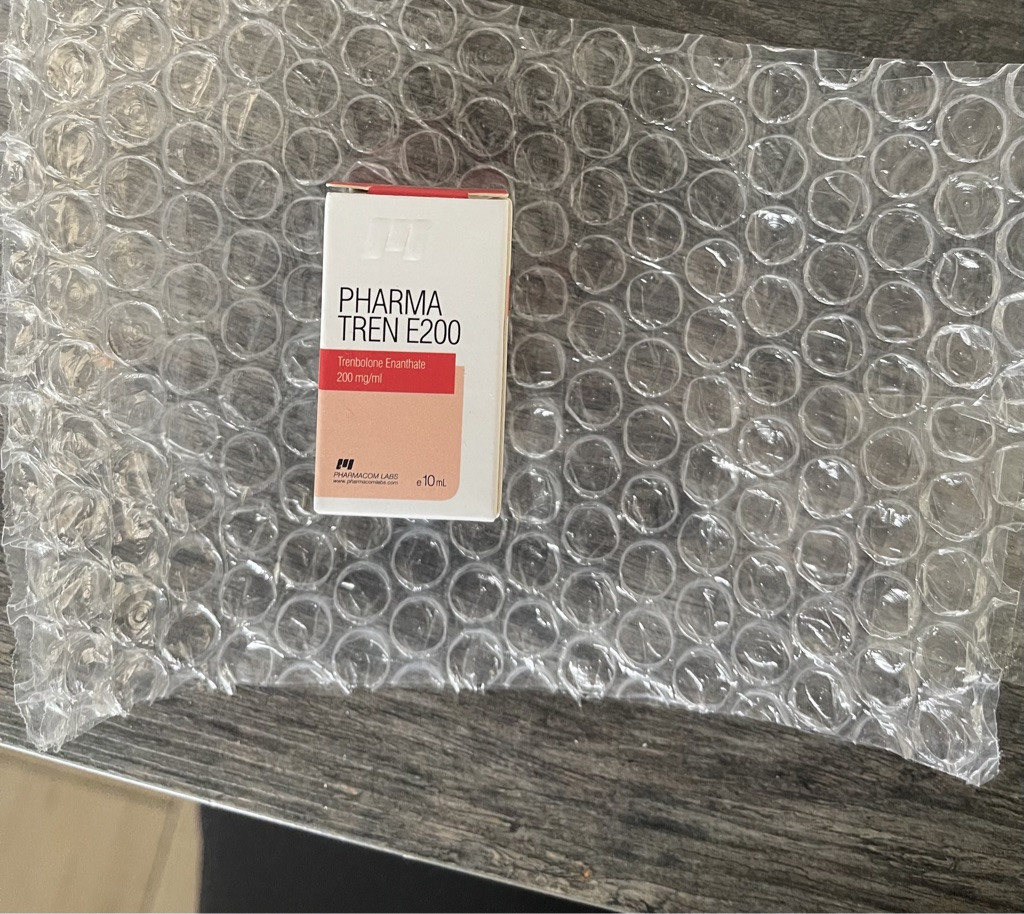 PHARMA
TREN E200
Trenbolone Enanthate
200 mg/ml
PHARMACOM LABS
www.pharmacomlabs.com
e10mL